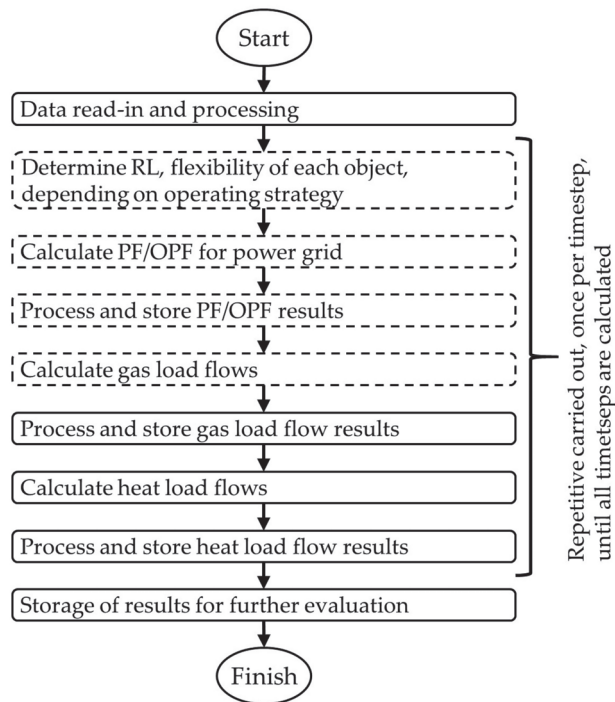 Start
Data read-in and processing
Determine RL, flexibility of each object,
depending on operating strategy
Calculate PF/OPF for power grid
Process and store PF/OPF results
Calculate gas load flows
Process and store gas load flow results
Calculate heat load flows
Process and store heat load flow results
Storage of results for further evaluation
Finish
Repetitive carried out, once per timestep,
until all timetseps are calculated